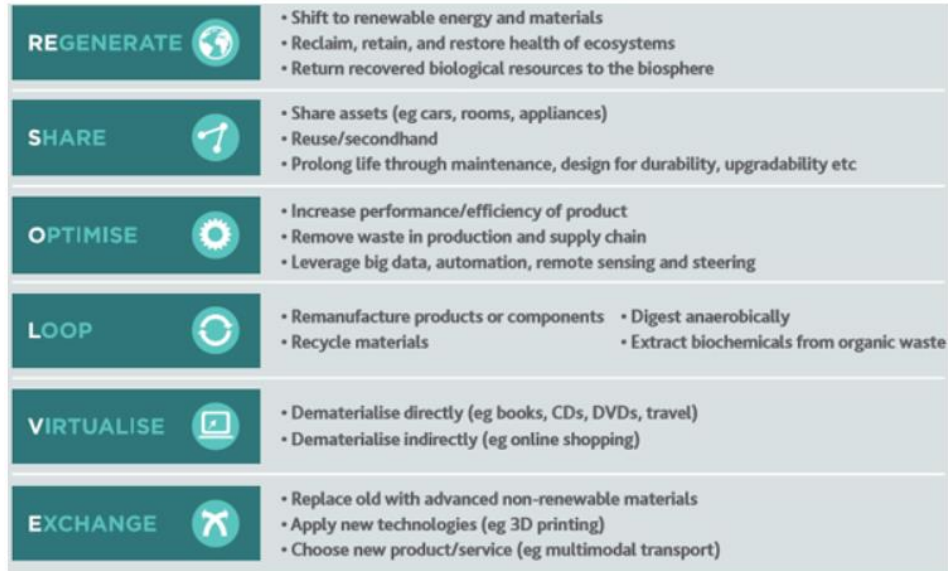 REGENERATE
• Shift to renewable energy and materials
• Reclaim, retain, and restore health of ecosystems
• Return recovered biological resources to the biosphere
SHARE
• Share assets (eg cars, rooms, appliances)
• Reuse/secondhand
• Prolong life through maintenance, design for durability, upgradability etc
OPTIMISE
• Increase performance/efficiency of product
• Remove waste in production and supply chain
• Leverage big data, automation, remote sensing and steering
LOOP
• Remanufacture products or components
• Recycle materials
• Digest anaerobically
• Extract biochemicals from organic waste
VIRTUALISE
• Dematerialise directly (eg books, CDs, DVDs, travel)
• Dematerialise indirectly (eg online shopping)
EXCHANGE
• Replace old with advanced non-renewable materials
• Apply new technologies (eg 3D printing)
• Choose new product/service (eg multimodal transport)